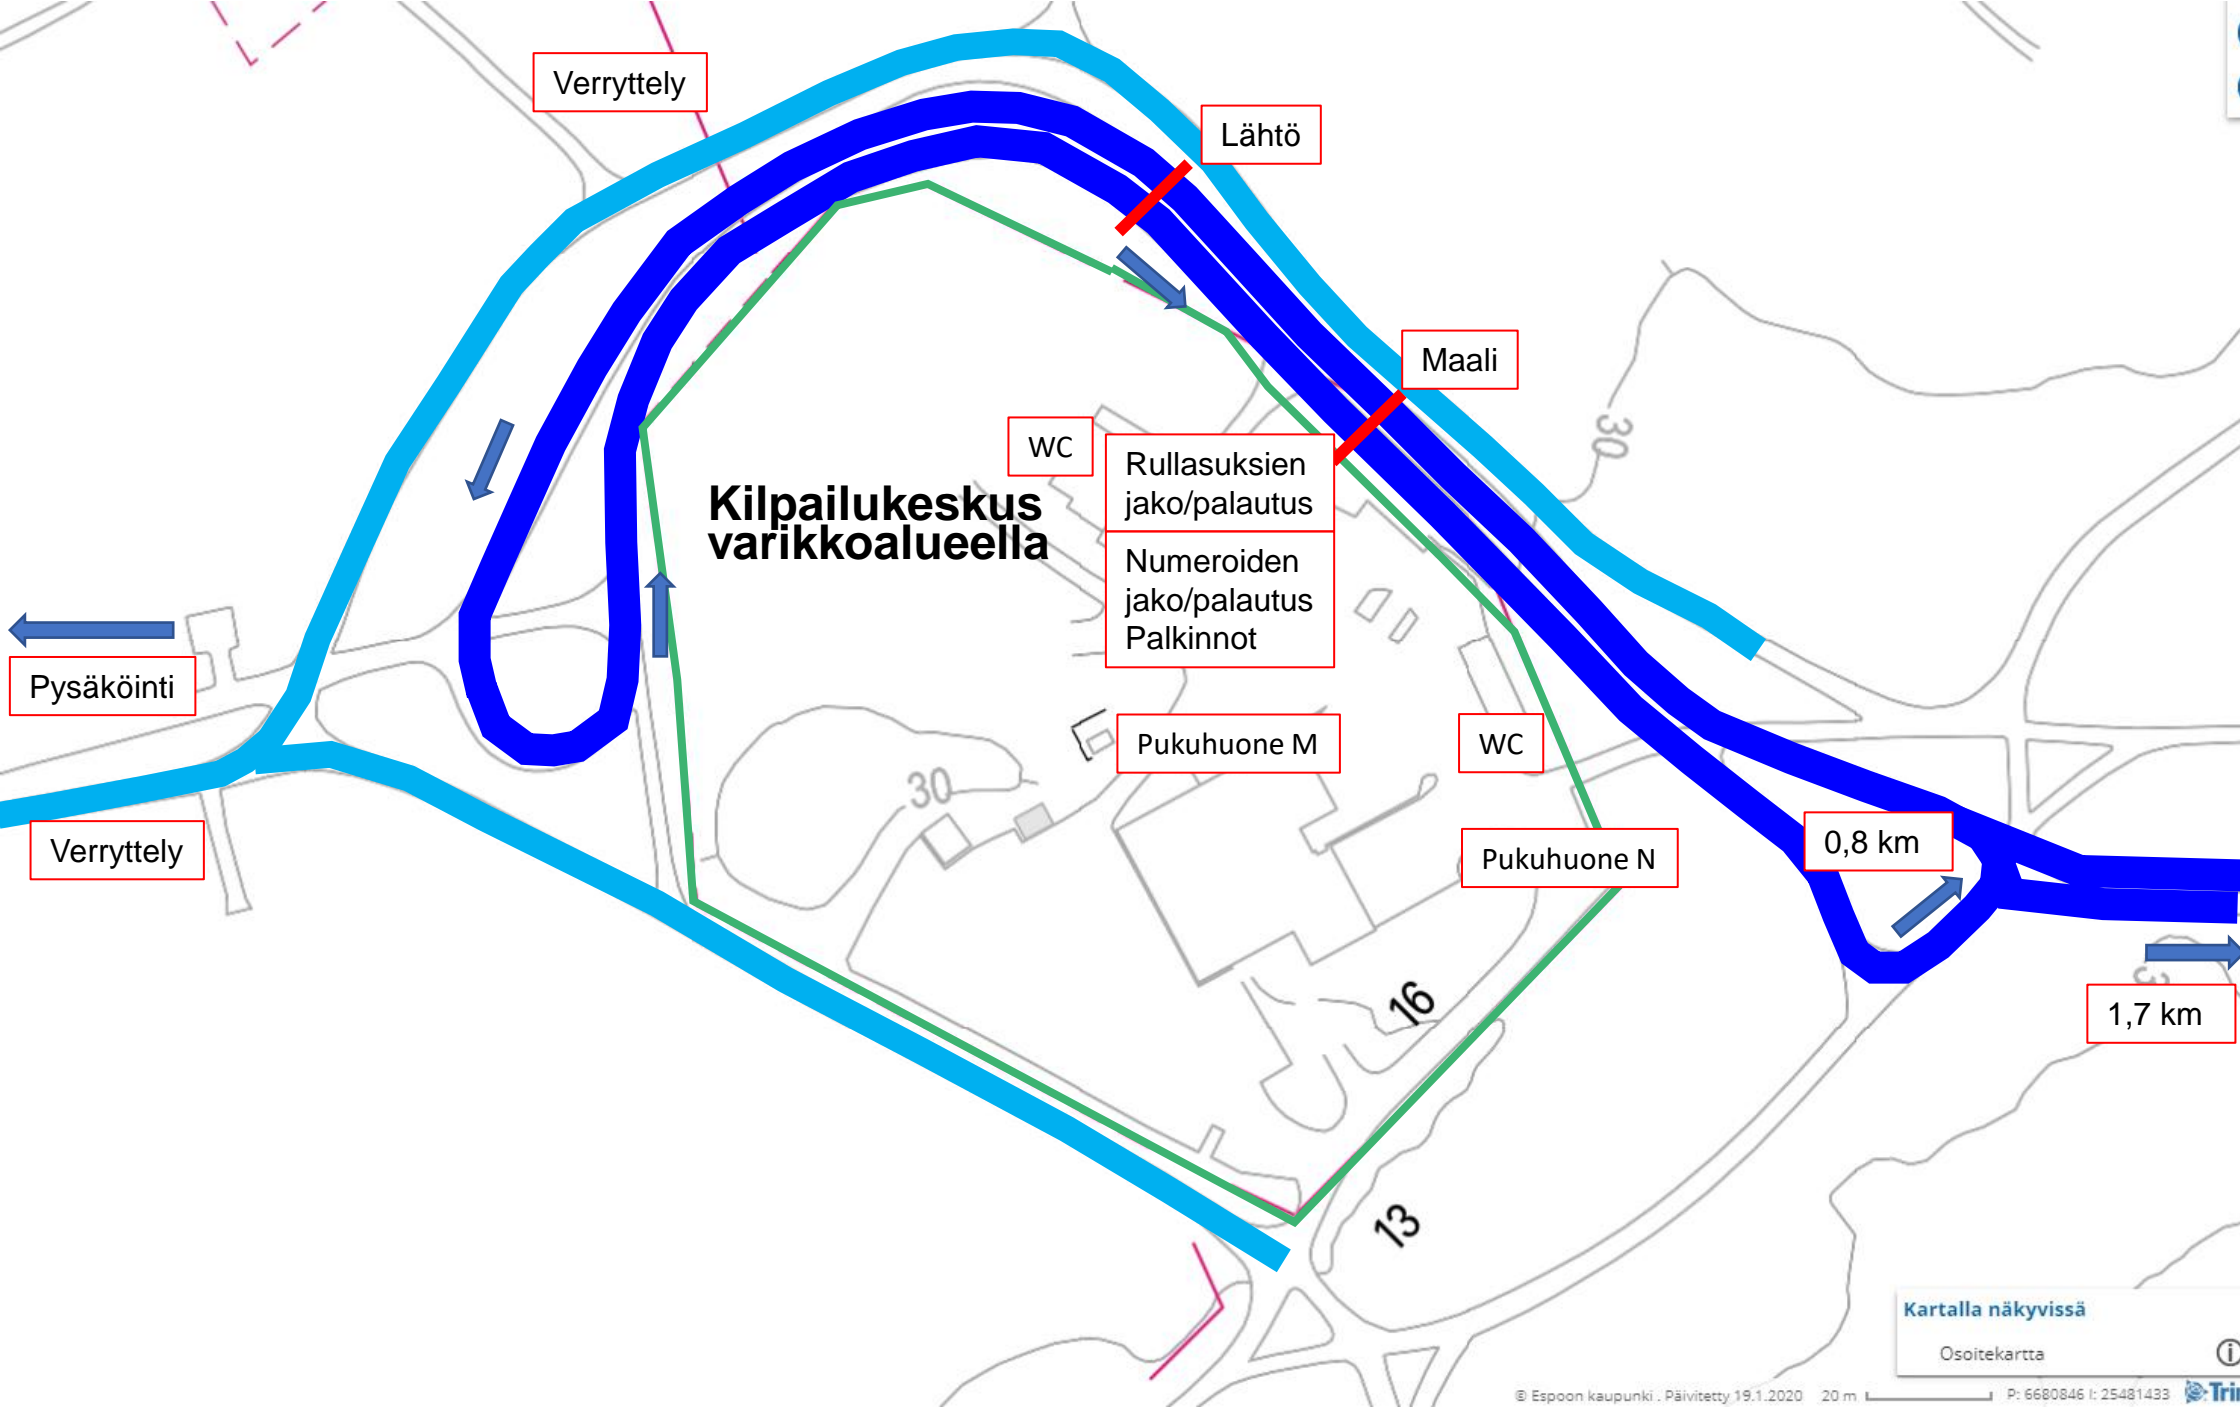 Verryttely
Lähtö
Maali
30
WC
Rullasuksien
jako/palautus
Kilpailukeskus
varikkoalueella
Numeroiden
jako/palautus
Palkinnot
Pysäköinti
Pukuhuone M
WC
30
Verryttely
0,8 km
Pukuhuone N
16
1,7 km
13
Kartalla näkyvissä
Osoitekartta
© Espoon kaupunki . Päivitetty 19.1.2020 20 m P: 6680846 I: 25481433